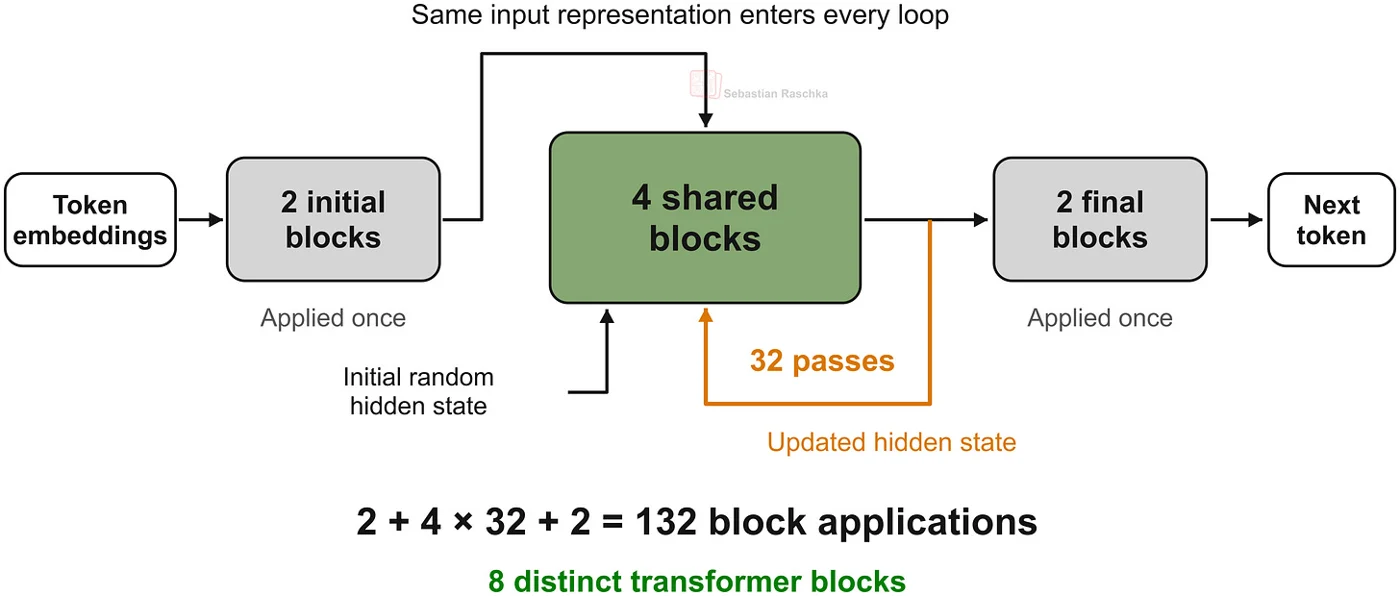 Same input representation enters every loop
Sebastian Raschka
Token
embeddings
2 initial
blocks
4 shared
blocks
2 final
blocks
Next
token
Applied once
Applied once
Initial random
hidden state
32 passes
Updated hidden state
2 + 4 × 32 + 2 = 132 block applications
8 distinct transformer blocks